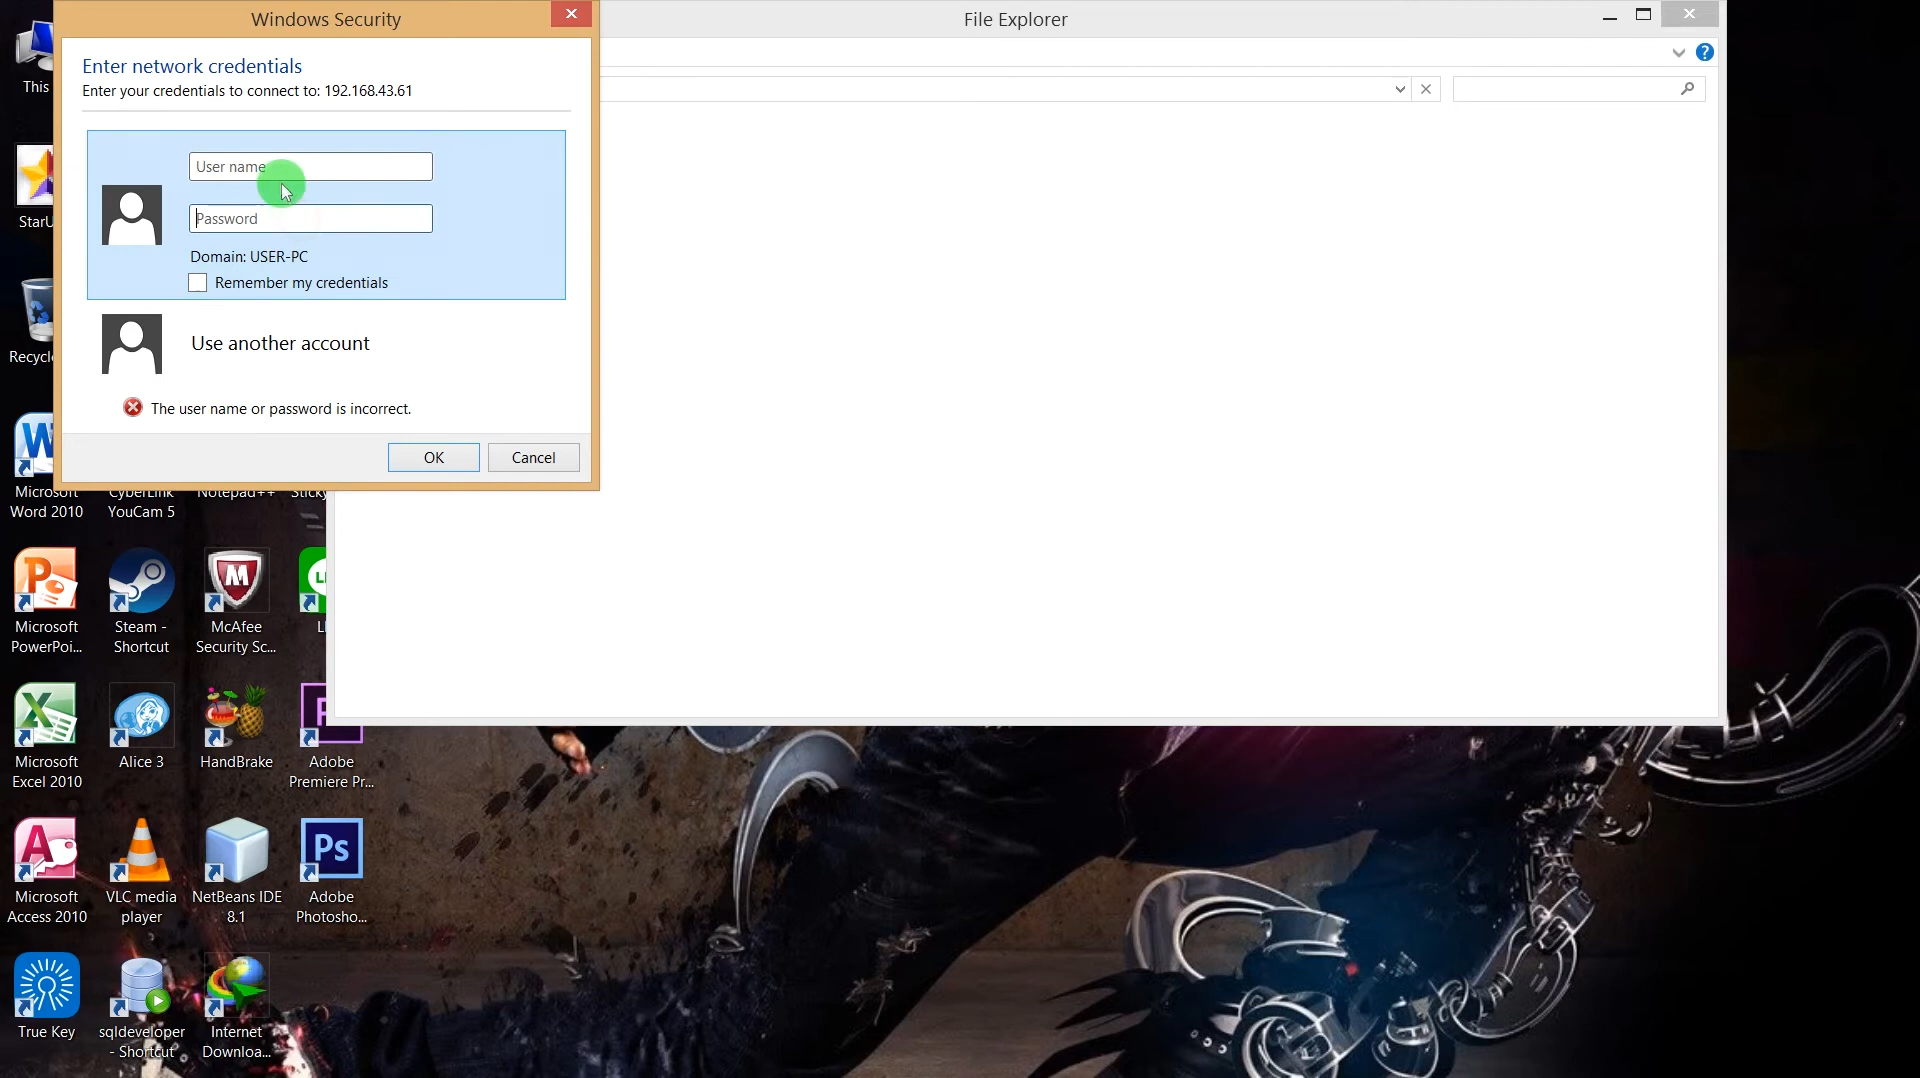 Windows Security
File Explorer
Enter network credentials
Enter your credentials to connect to: 192.168.43.61
User name
Password
Domain: USER-PC
Remember my credentials
Use another account
The user name or password is incorrect.
OK
Cancel
This
StarU
Recycle
Microsoft
Word 2010
CyberLink
YouCam 5
Notepad++
Sticky
Microsoft
PowerPoi...
Steam -
Shortcut
McAfee
Security Sc...
LI
Microsoft
Excel 2010
Alice 3
HandBrake
Adobe
Premiere Pr...
Microsoft
Access 2010
VLC media
player
NetBeans IDE
8.1
Ps
Adobe
Photosho...
True Key
sqldeveloper
- Shortcut
Internet
Downloa...